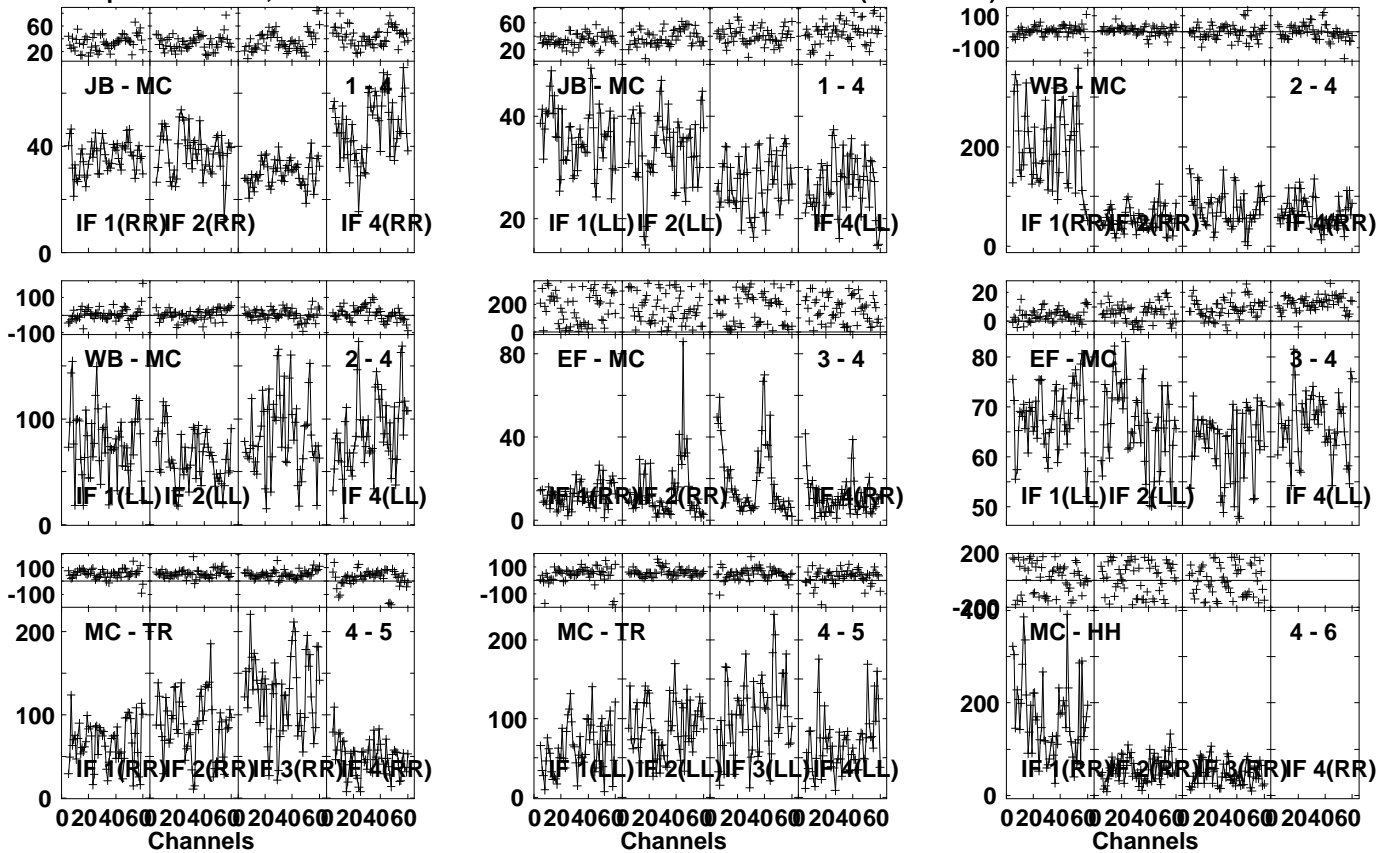 60
20
JB - MC 1 - 4
40
IF 1(RR) IF 2(RR) IF 4(RR)
0
60
20
JB - MC 1 - 4
40
IF 1(LL) IF 2(LL) IF 4(LL)
20
100
-100
WB - MC 2 - 4
200
IF 1(RR) IF 2(RR) IF 4(RR)
0
100
-100
WB - MC 2 - 4
100
IF 1(LL) IF 2(LL) IF 4(LL)
0
200
0
80
EF - MC 3 - 4
40
IF 1(RR) IF 2(RR) IF 4(RR)
0
20
0
80
EF - MC 3 - 4
70
60
IF 1(LL) IF 2(LL) IF 4(LL)
50
100
-100
MC - TR 4 - 5
200
100
IF 1(RR) IF 2(RR) IF 3(RR) IF 4(RR)
0
0 20 40 60 0 20 40 60 0 20 40 60 0 20 40 60
Channels
100
-100
MC - TR 4 - 5
200
100
IF 1(LL) IF 2(LL) IF 3(LL) IF 4(LL)
0
0 20 40 60 0 20 40 60 0 20 40 60 0 20 40 60
Channels
200
-200
400
MC - HH 4 - 6
200
IF 1(RR) IF 2(RR) IF 3(RR) IF 4(RR)
0
0 20 40 60 0 20 40 60 0 20 40 60 0 20 40 60
Channels